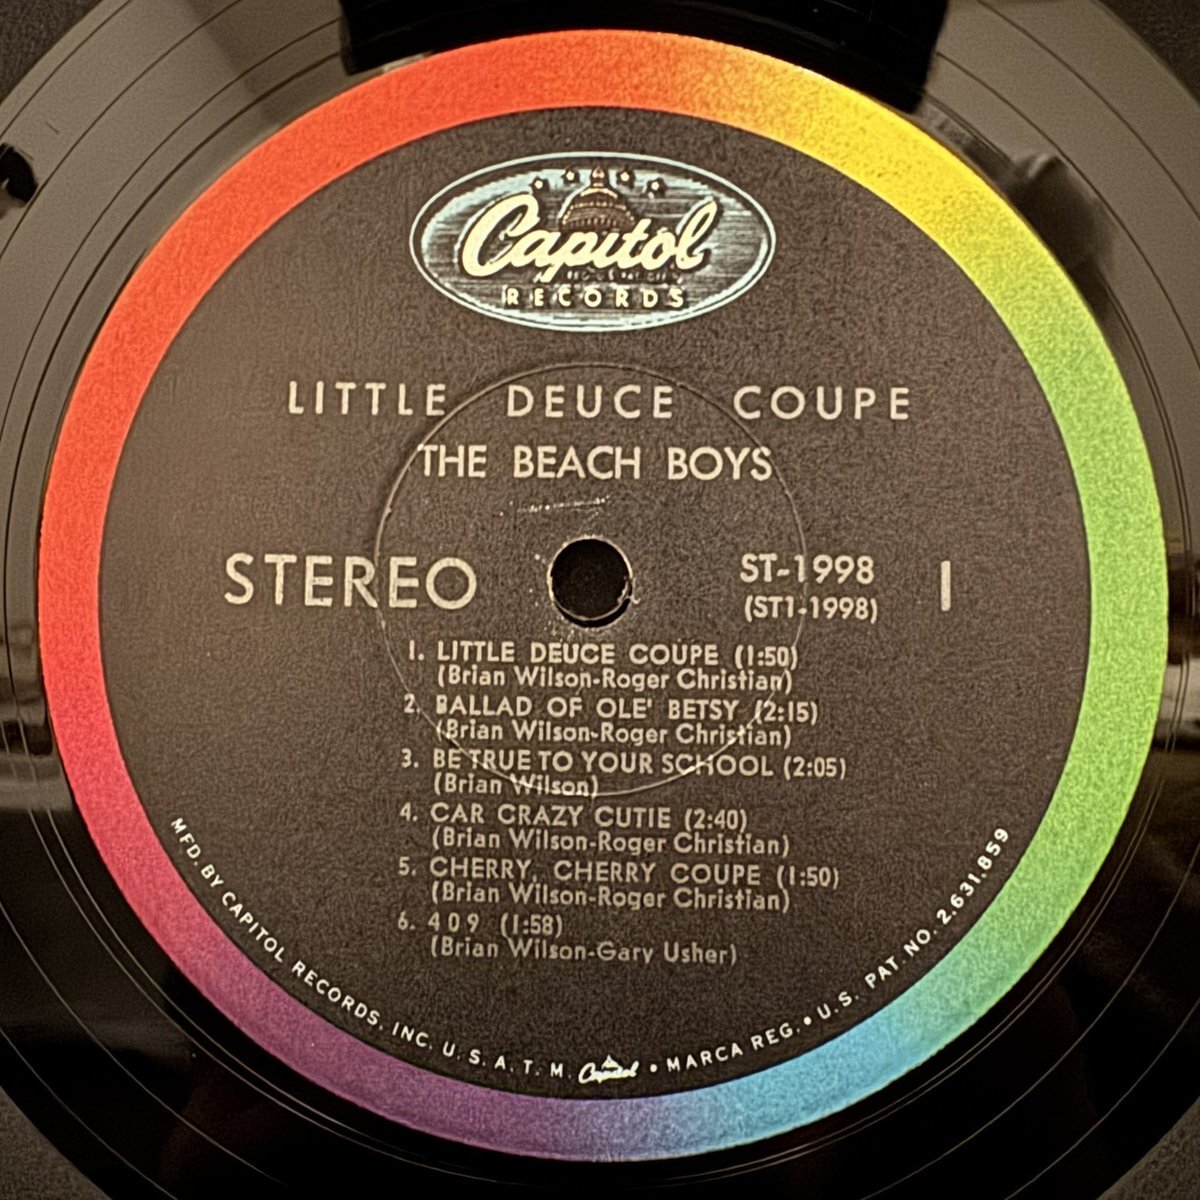 Capitol
RECORDS
LITTLE DEUCE COUPE
THE BEACH BOYS
STEREO
ST-1998
(ST1-1998)
1
1. LITTLE DEUCE COUPE (1:50)
(Brian Wilson-Roger Christian)
2. BALLAD OF OLE' BETSY (2:15)
(Brian Wilson-Roger Christian)
3. BE TRUE TO YOUR SCHOOL (2:05)
(Brian Wilson)
4. CAR CRAZY CUTIE (2:40)
(Brian Wilson-Roger Christian)
5. CHERRY, CHERRY COUPE (1:50)
(Brian Wilson-Roger Christian)
6. 4 0 9 (1:58)
(Brian Wilson-Gary Usher)
MFD. BY CAPITOL RECORDS, INC. U.S.A. T.M. Capitol • MARCA REG. • U.S. PAT. NO. 2,631,859